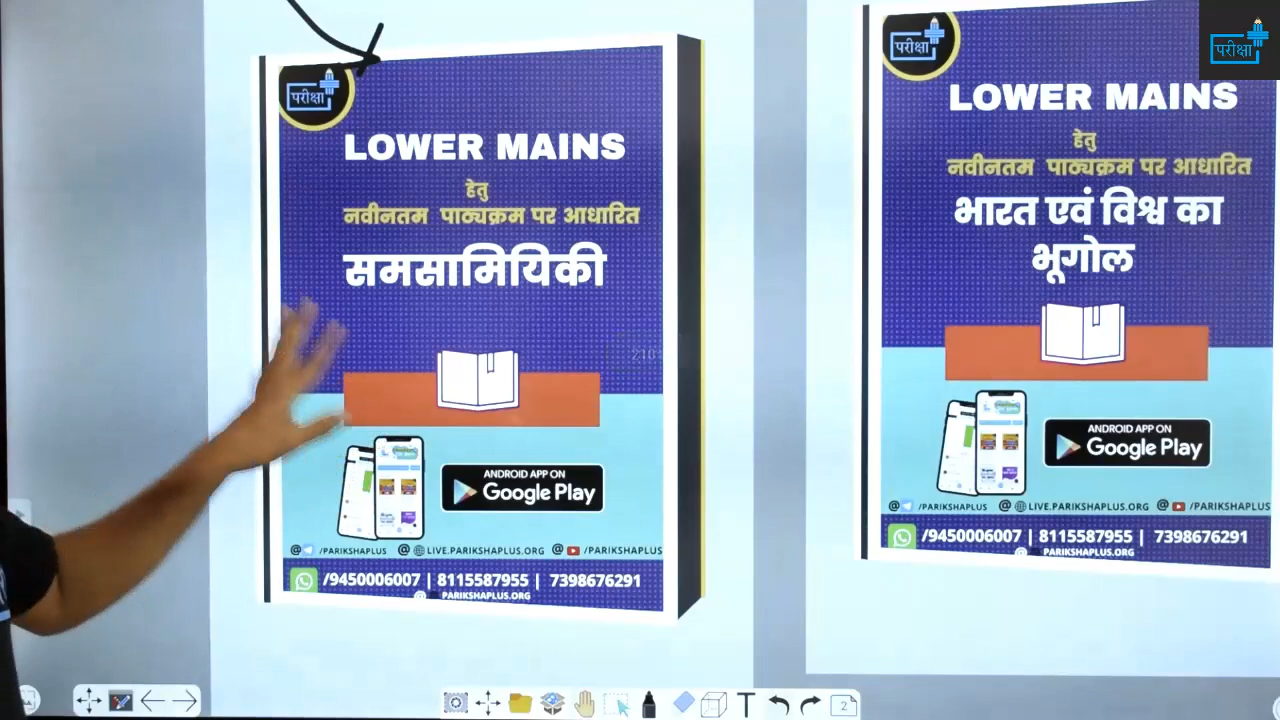 परीक्षा
LOWER MAINS
हेतु
नवीनतम पाठ्यक्रम पर आधारित
समसामियिकी
210
ANDROID APP ON
Google Play
@ /PARIKSHAPLUS @ LIVE.PARIKSHAPLUS.ORG @ /PARIKSHAPLUS
/9450006007 | 8115587955 | 7398676291
@ PARIKSHAPLUS.ORG
परीक्षा
LOWER MAINS
हेतु
नवीनतम पाठ्यक्रम पर आधारित
भारत एवं विश्व का
भूगोल
ANDROID APP ON
Google Play
@ /PARIKSHAPLUS @ LIVE.PARIKSHAPLUS.ORG @ /PARIKSHAPLUS
/9450006007 | 8115587955 | 7398676291
@ PARIKSHAPLUS.ORG
परीक्षा
T
2